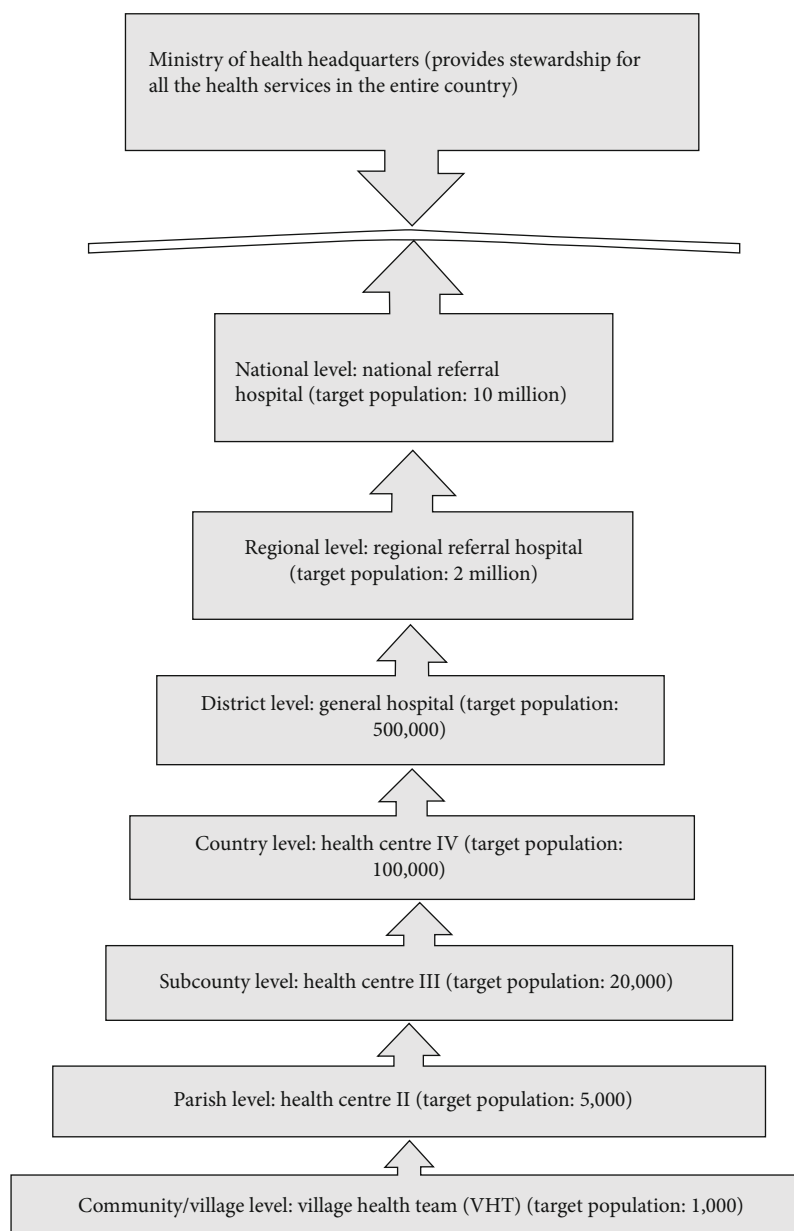 Ministry of health headquarters (provides stewardship for
all the health services in the entire country)
National level: national referral
hospital (target population: 10 million)
Regional level: regional referral hospital
(target population: 2 million)
District level: general hospital (target population:
500,000)
Country level: health centre IV (target population:
100,000)
Subcounty level: health centre III (target population: 20,000)
Parish level: health centre II (target population: 5,000)
Community/village level: village health team (VHT) (target population: 1,000)